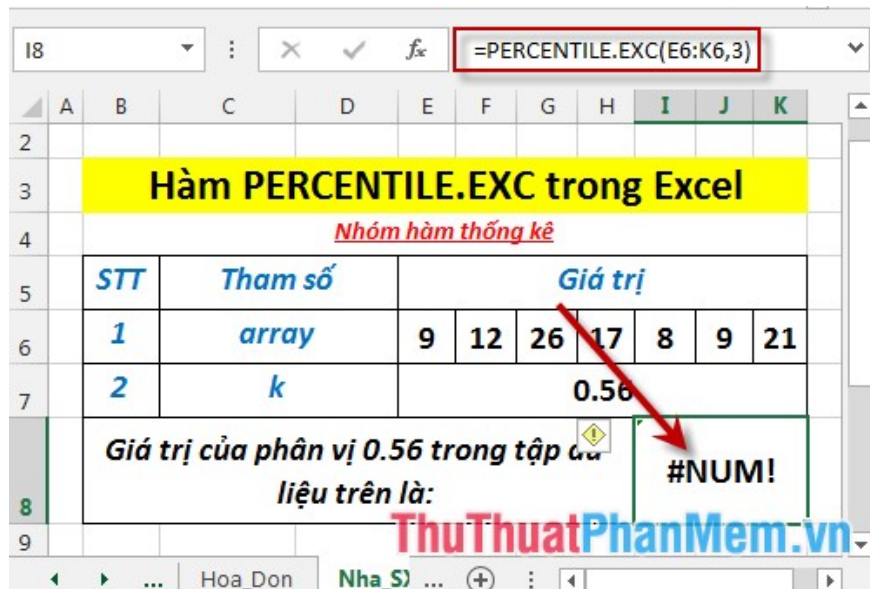 I8 fx =PERCENTILE.EXC(E6:K6,3)
A B C D E F G H I J K
2
3 Hàm PERCENTILE.EXC trong Excel
4 Nhóm hàm thống kê
5 STT Tham số Giá trị
6 1 array 9 12 26 17 8 9 21
7 2 k 0.56
Giá trị của phân vị 0.56 trong tập dữ
8 liệu trên là: #NUM!
ThuThuatPhanMem.vn
9
... Hoa_Don Nha_SX ...